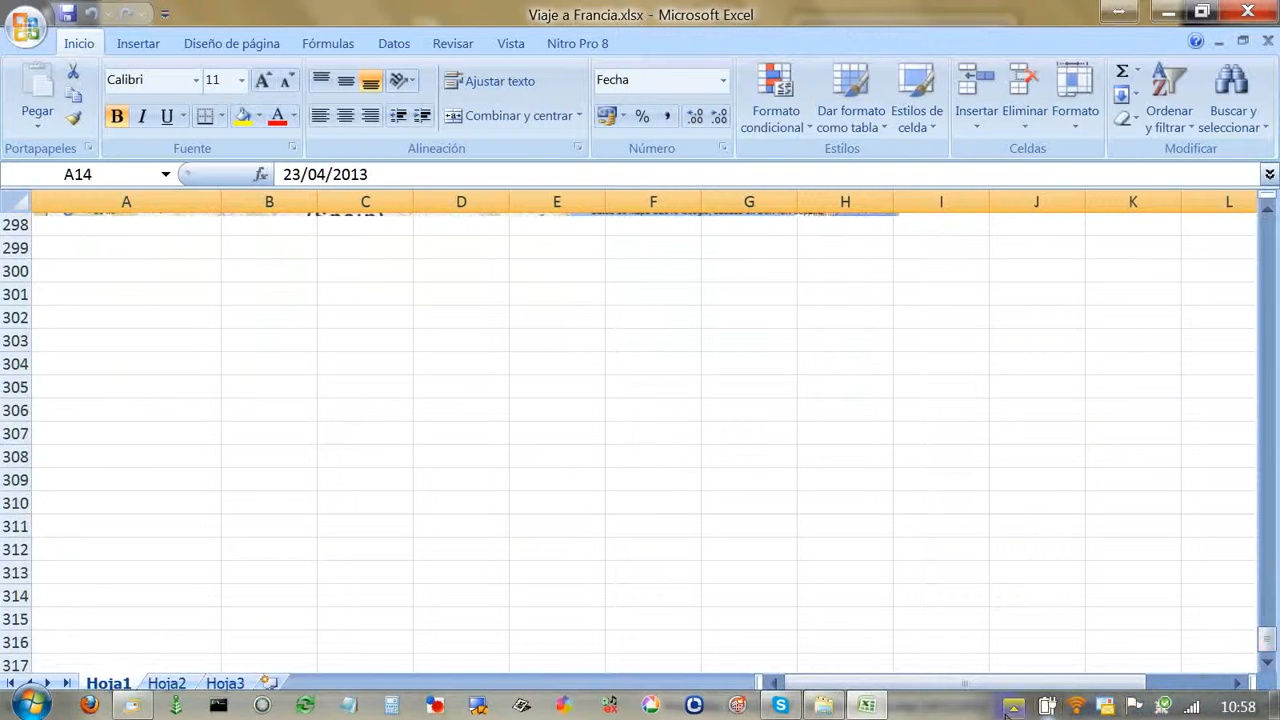 Viaje a Francia.xlsx - Microsoft Excel
Inicio Insertar Diseño de página Fórmulas Datos Revisar Vista Nitro Pro 8
Pegar
Portapapeles
Calibri 11
N K S
Fuente
Ajustar texto
Combinar y centrar
Alineación
Fecha
% ,
Número
Formato condicional Dar formato como tabla Estilos de celda
Estilos
Insertar Eliminar Formato
Celdas
Σ Ordenar y filtrar Buscar y seleccionar
Modificar
A14 fx 23/04/2013
A B C D E F G H I J K L
(Spain)
298
299
300
301
302
303
304
305
306
307
308
309
310
311
312
313
314
315
316
317
Hoja1 Hoja2 Hoja3
10:58